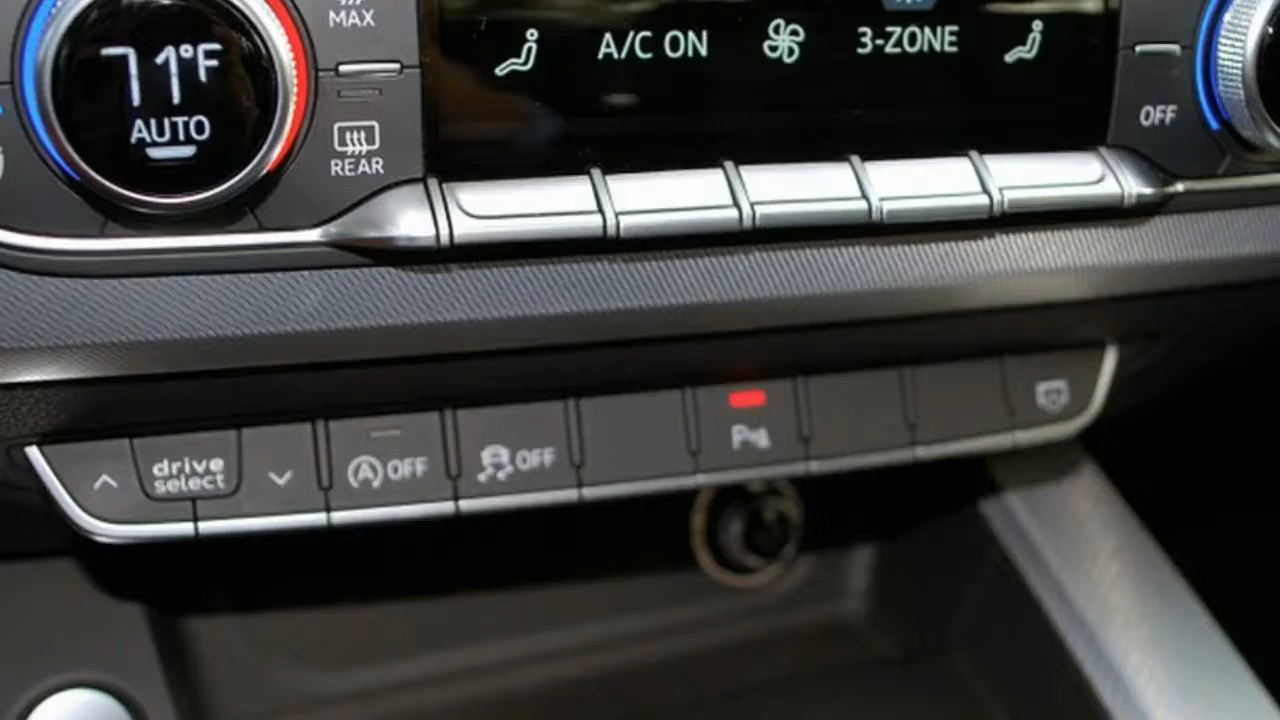 MAX
71°F
AUTO
REAR
A/C ON
3-ZONE
OFF
drive
select
A OFF
OFF
P